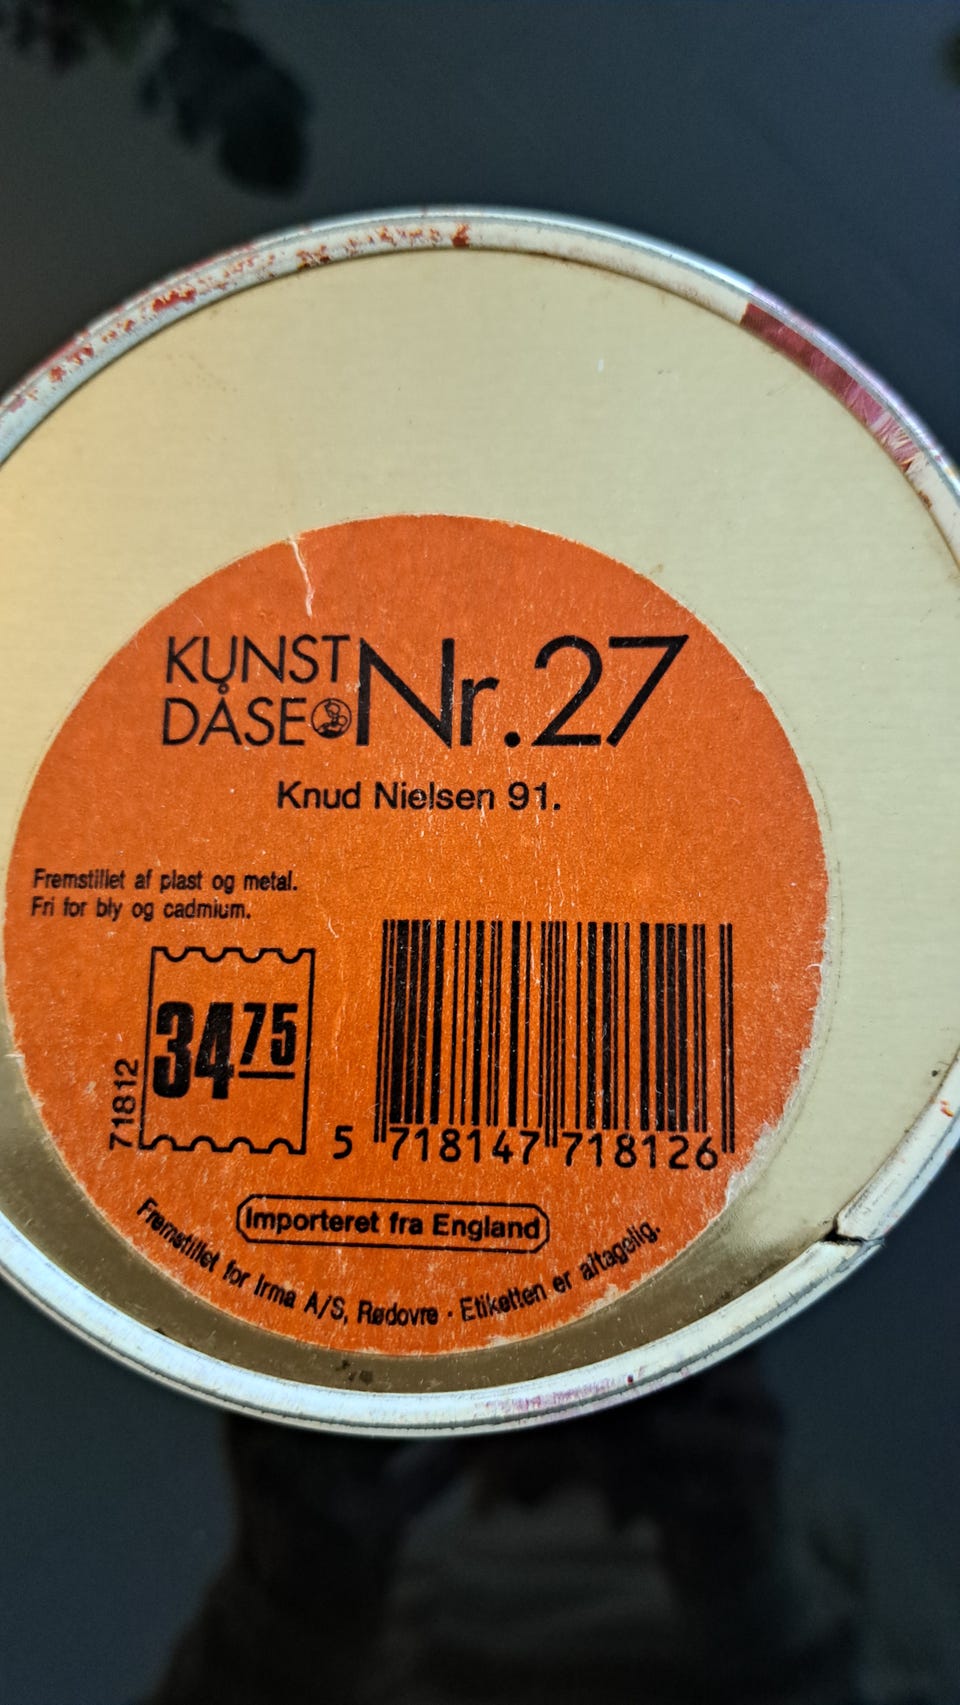 KUNST
DÅSE Nr.27
Knud Nielsen 91.
Fremstillet af plast og metal.
Fri for bly og cadmium.
34 75
71812
5 718147 718126
Importeret fra England
Fremstillet for Irma A/S, Rødovre · Etiketten er aftagelig.